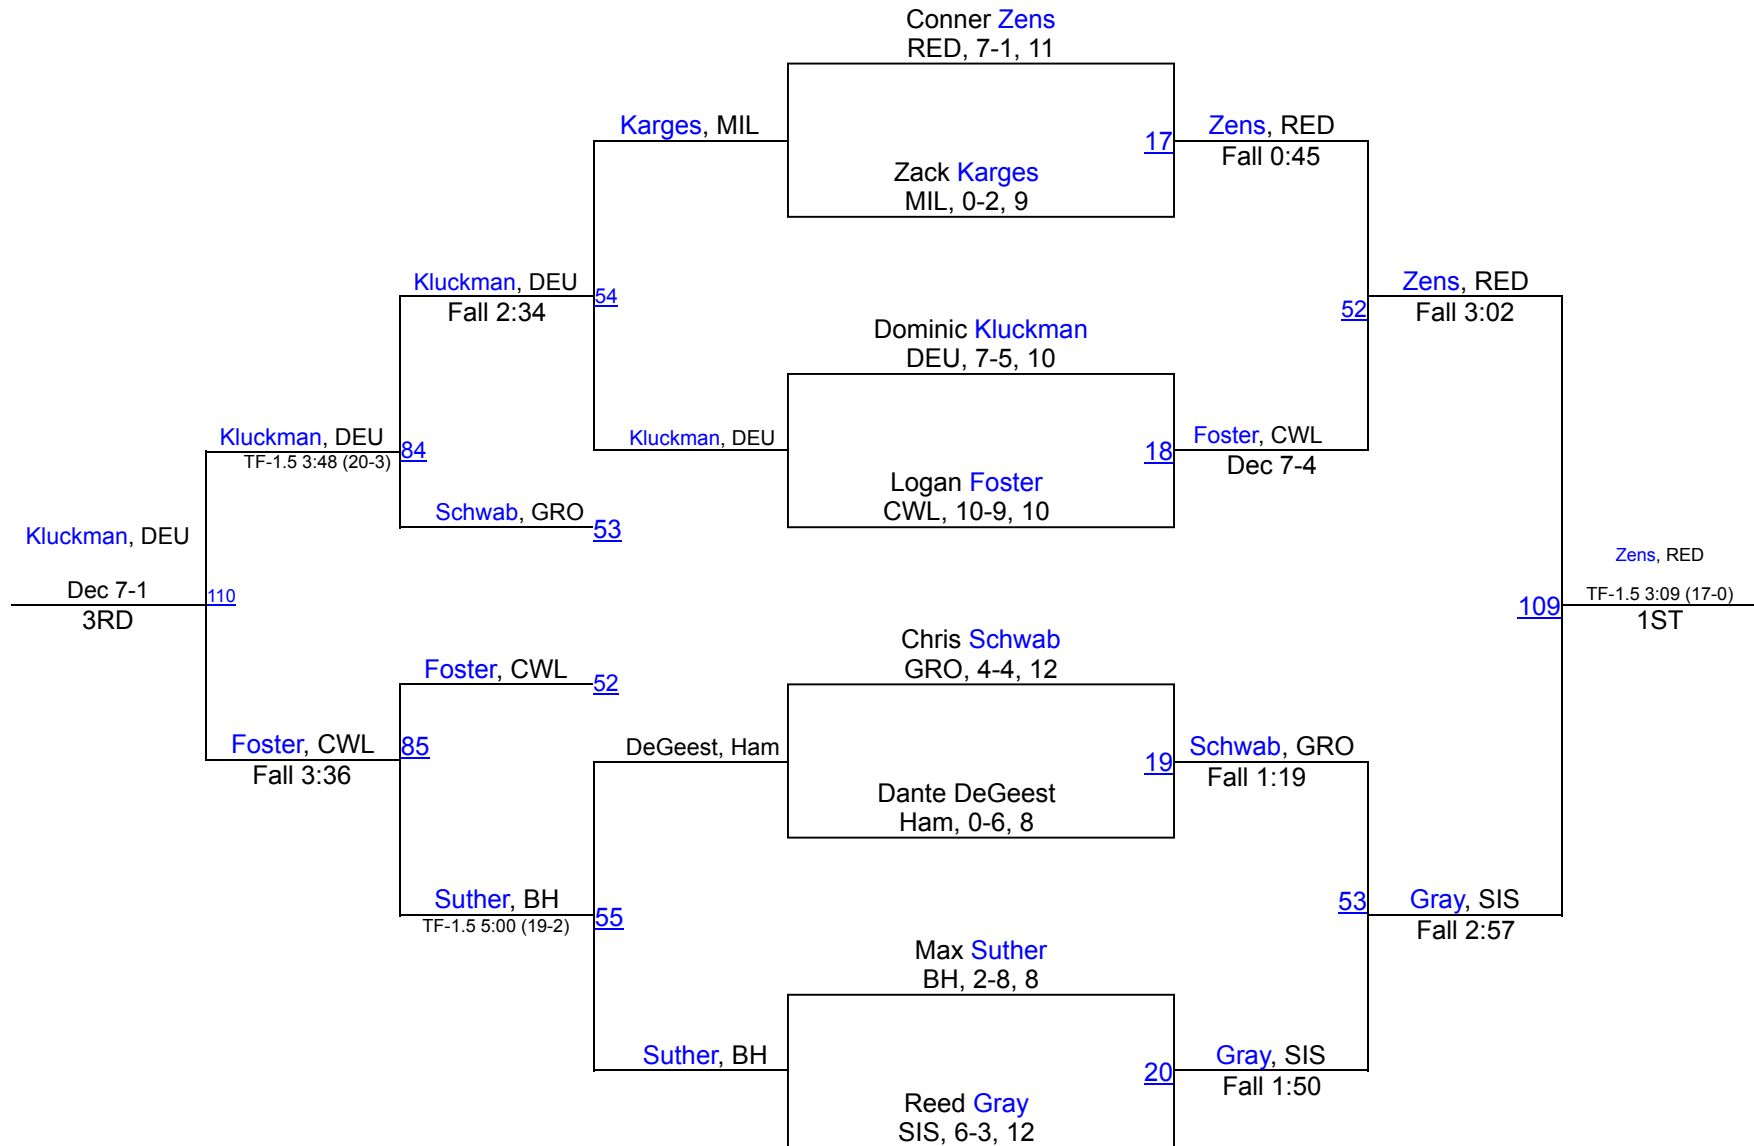 Conner Zens
RED, 7-1, 11
Karges, MIL
17
Zens, RED
Fall 0:45
Zack Karges
MIL, 0-2, 9
Kluckman, DEU
Fall 2:34
54
52
Zens, RED
Fall 3:02
Dominic Kluckman
DEU, 7-5, 10
Kluckman, DEU
TF-1.5 3:48 (20-3)
84
Kluckman, DEU
18
Foster, CWL
Dec 7-4
Logan Foster
CWL, 10-9, 10
Schwab, GRO
53
Kluckman, DEU
Dec 7-1
3RD
110
109
Zens, RED
TF-1.5 3:09 (17-0)
1ST
Chris Schwab
GRO, 4-4, 12
Foster, CWL
52
Foster, CWL
Fall 3:36
85
DeGeest, Ham
19
Schwab, GRO
Fall 1:19
Dante DeGeest
Ham, 0-6, 8
Suther, BH
TF-1.5 5:00 (19-2)
55
53
Gray, SIS
Fall 2:57
Max Suther
BH, 2-8, 8
Suther, BH
20
Gray, SIS
Fall 1:50
Reed Gray
SIS, 6-3, 12